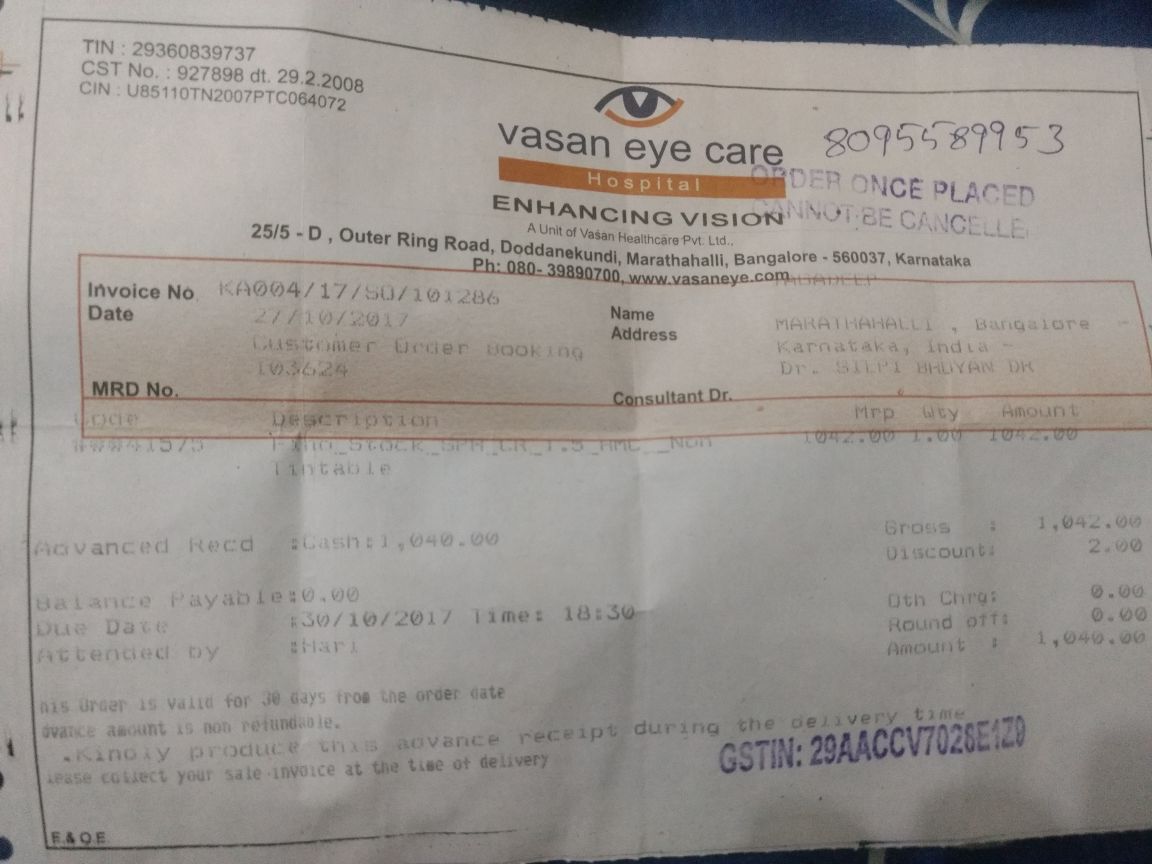 TIN : 29360839737
CST No. : 927898 dt. 29.2.2008
CIN : U85110TN2007PTC064072
8095589953
vasan eye care
Hospital
ORDER ONCE PLACED
CANNOT BE CANCELLE
ENHANCING VISION
A Unit of Vasan Healthcare Pvt. Ltd.,
25/5 - D , Outer Ring Road, Doddanekundi, Marathahalli, Bangalore - 560037, Karnataka
Ph: 080- 39890700, www.vasaneye.com
Invoice No KA004/17/SO/101286
Date 27/10/2017
Customer Order Booking
103624
MRD No.
Name
Address MARATHAHALLI , Bangalore -
Karnataka, India -
Dr. SILPI BHUYAN DR
Consultant Dr.
Code Description Mrp Qty Amount
###41575 1042.00 1.00 1042.00
Tintable
Advanced Recd :Cash:1,040.00
Balance Payable:0.00
Due Date :30/10/2017 Time: 18:30
Attended by :Hari
Gross : 1,042.00
Discount: 2.00
Oth Chrg: 0.00
Round off: 0.00
Amount : 1,040.00
his Order is valid for 30 days from the order date
dvance amount is non refundable.
.Kindly produce this advance receipt during the delivery time
lease collect your sale invoice at the time of delivery
GSTIN: 29AACCV7028E1Z9
E & O E